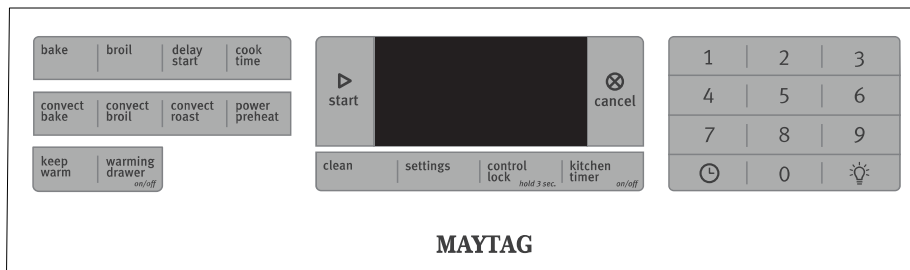 bake broil delay start cook time
convect bake convect broil convect roast power preheat
keep warm warming drawer on/off
start
cancel
clean settings control lock hold 3 sec. kitchen timer on/off
1 2 3
4 5 6
7 8 9
0
MAYTAG